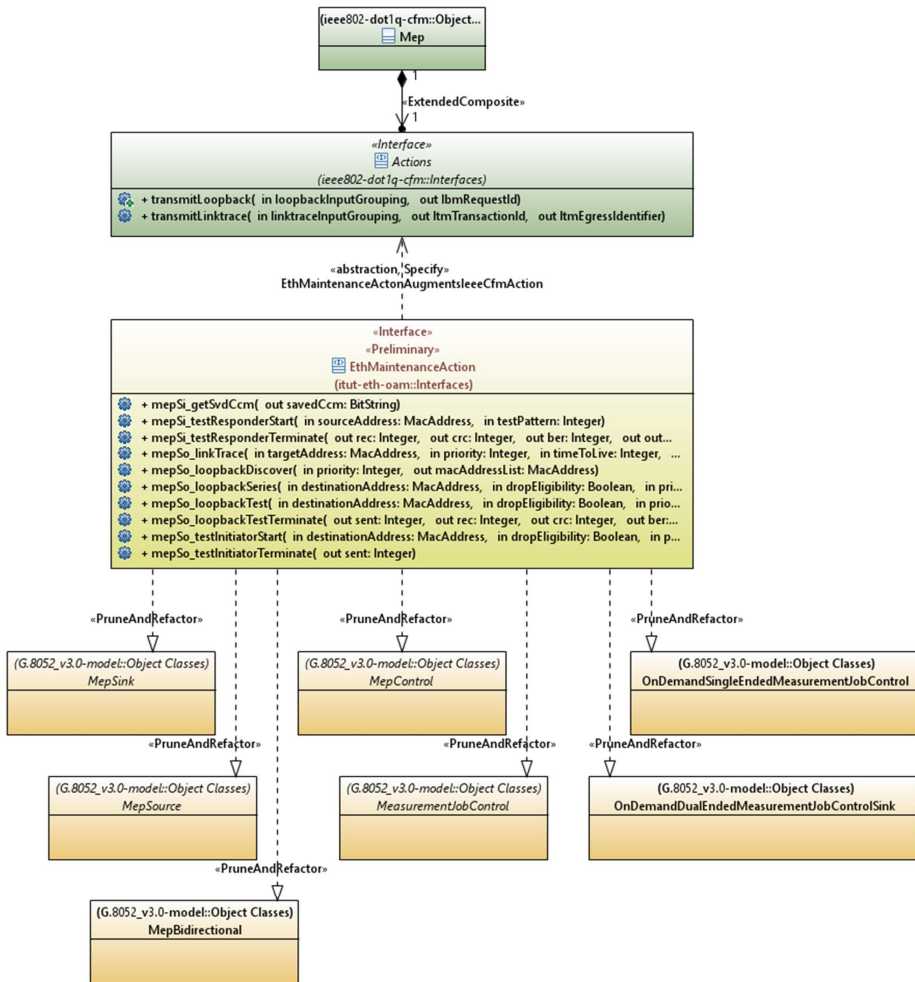 (ieee802-dot1q-cfm::Object...
Mep
1
«ExtendedComposite»
1
«Interface»
Actions
(ieee802-dot1q-cfm::Interfaces)
+ transmitLoopback( in loopbackInputGrouping, out lbmRequestId)
+ transmitLinktrace( in linktraceInputGrouping, out ltmTransactionId, out ltmEgressIdentifier)
«abstraction, Specify»
EthMaintenanceActonAugmentsIeeeCfmAction
«Interface»
«Preliminary»
EthMaintenanceAction
(itut-eth-oam::Interfaces)
+ mepSi_getSvdCcm( out savedCcm: BitString)
+ mepSi_testResponderStart( in sourceAddress: MacAddress, in testPattern: Integer)
+ mepSi_testResponderTerminate( out rec: Integer, out crc: Integer, out ber: Integer, out out...
+ mepSo_linkTrace( in targetAddress: MacAddress, in priority: Integer, in timeToLive: Integer, ...
+ mepSo_loopbackDiscover( in priority: Integer, out macAddressList: MacAddress)
+ mepSo_loopbackSeries( in destinationAddress: MacAddress, in dropEligibility: Boolean, in pri...
+ mepSo_loopbackTest( in destinationAddress: MacAddress, in dropEligibility: Boolean, in prio...
+ mepSo_loopbackTestTerminate( out sent: Integer, out rec: Integer, out crc: Integer, out ber:...
+ mepSo_testInitiatorStart( in destinationAddress: MacAddress, in dropEligibility: Boolean, in p...
+ mepSo_testInitiatorTerminate( out sent: Integer)
«PruneAndRefactor»
«PruneAndRefactor»
«PruneAndRefactor»
(G.8052_v3.0-model::Object Classes)
MepSink
(G.8052_v3.0-model::Object Classes)
MepControl
(G.8052_v3.0-model::Object Classes)
OnDemandSingleEndedMeasurementJobControl
«PruneAndRefactor»
«PruneAndRefactor»
«PruneAndRefactor»
(G.8052_v3.0-model::Object Classes)
MepSource
(G.8052_v3.0-model::Object Classes)
MeasurementJobControl
(G.8052_v3.0-model::Object Classes)
OnDemandDualEndedMeasurementJobControlSink
«PruneAndRefactor»
(G.8052_v3.0-model::Object Classes)
MepBidirectional